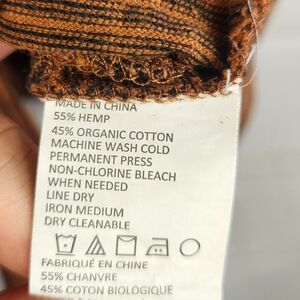 MADE IN CHINA
55% HEMP
45% ORGANIC COTTON
MACHINE WASH COLD
PERMANENT PRESS
NON-CHLORINE BLEACH
WHEN NEEDED
LINE DRY
IRON MEDIUM
DRY CLEANABLE
FABRIQUÉ EN CHINE
55% CHANVRE
45% COTON BIOLOGIQUE